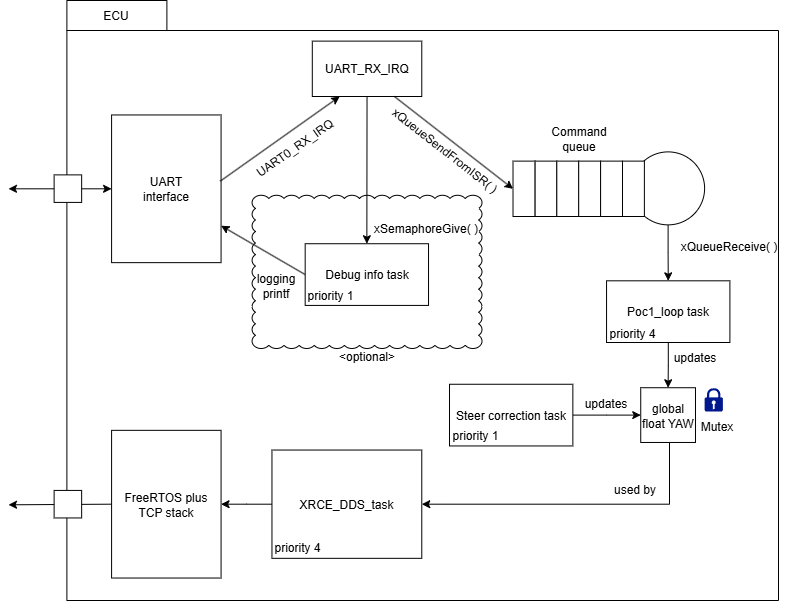 ECU
UART_RX_IRQ
UART0_RX_IRQ
xQueueSendFromISR( )
Command
queue
UART
interface
xSemaphoreGive( )
xQueueReceive( )
logging
printf
Debug info task
priority 1
<optional>
Poc1_loop task
priority 4
updates
Steer correction task
priority 1
updates
global
float YAW
Mutex
used by
FreeRTOS plus
TCP stack
XRCE_DDS_task
priority 4